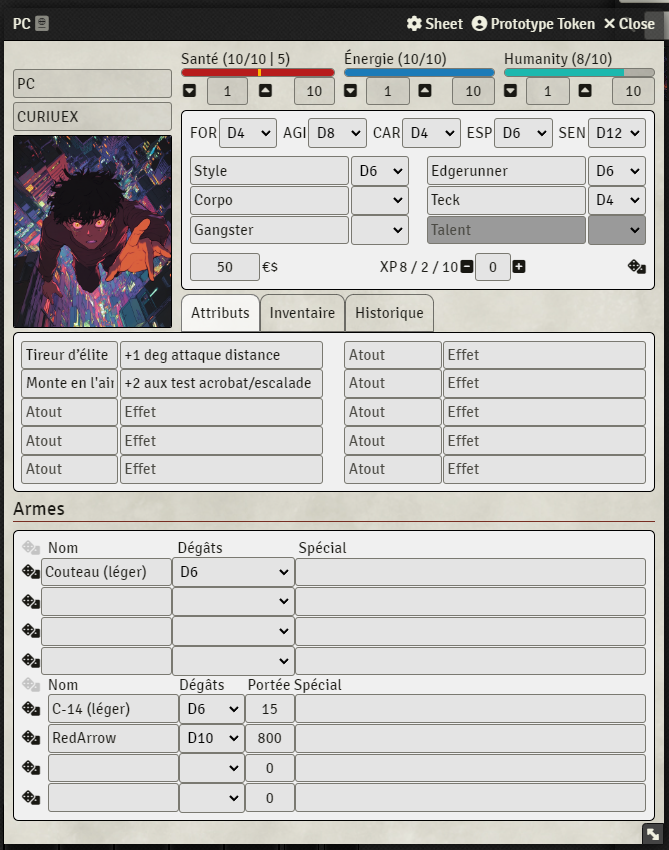 PC Sheet Prototype Token Close
Santé (10/10 | 5) Énergie (10/10) Humanity (8/10)
PC
1 10 1 10 1 10
CURIUEX
FOR D4 AGI D8 CAR D4 ESP D6 SEN D12
Style D6 Edgerunner D6
Corpo Teck D4
Gangster Talent
50 €$ XP 8 / 2 / 10 0
Attributs Inventaire Historique
Tireur d'élite +1 deg attaque distance Atout Effet
Monte en l'air +2 aux test acrobat/escalade Atout Effet
Atout Effet Atout Effet
Atout Effet Atout Effet
Atout Effet Atout Effet
Armes
Nom Dégâts Spécial
Couteau (léger) D6
Nom Dégâts Portée Spécial
C-14 (léger) D6 15
RedArrow D10 800
0
0